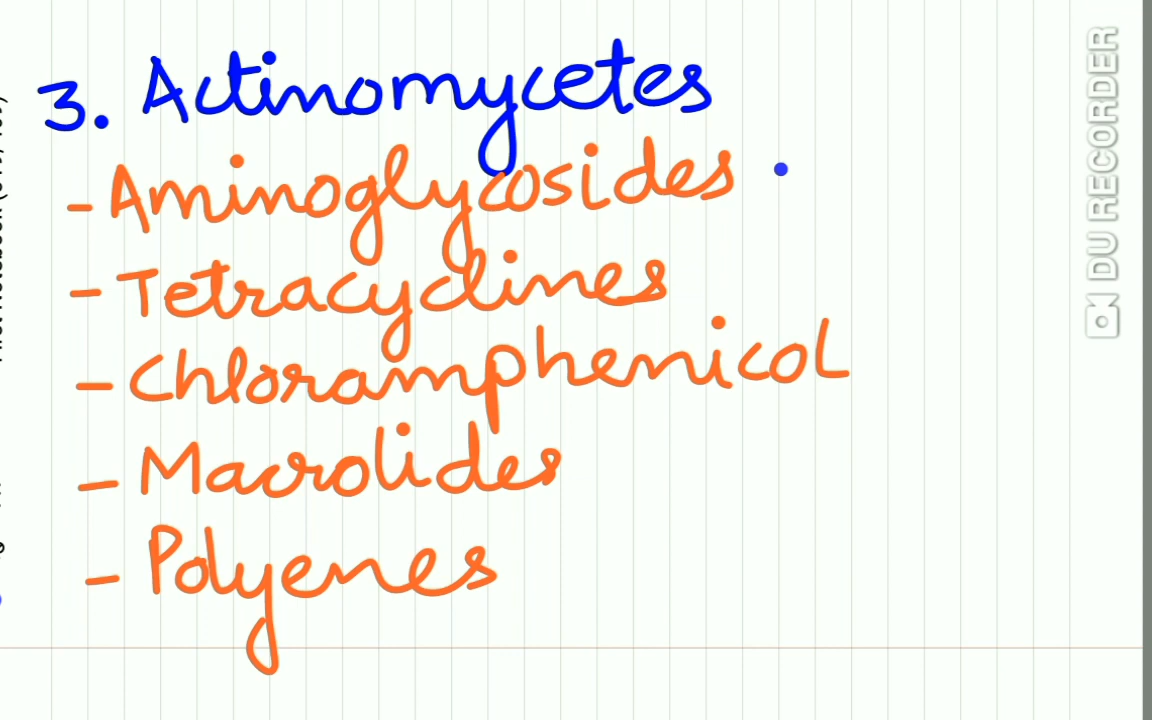 3. Actinomycetes
- Aminoglycosides
- Tetracyclines
- Chloramphenicol
- Macrolides
- Polyenes
DU RECORDER